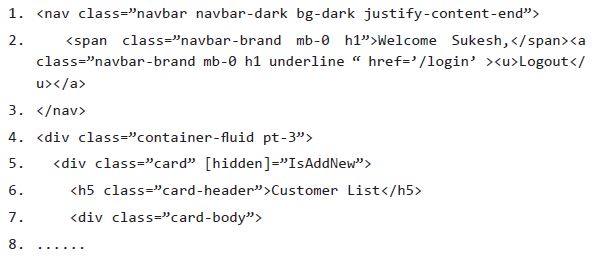 1. <nav class=”navbar navbar-dark bg-dark justify-content-end”>
2. <span class=”navbar-brand mb-0 h1”>Welcome Sukesh,</span><a
class=”navbar-brand mb-0 h1 underline “ href=’/login’ ><u>Logout</
u></a>
3. </nav>
4. <div class=”container-fluid pt-3”>
5. <div class=”card” [hidden]=”IsAddNew”>
6. <h5 class=”card-header”>Customer List</h5>
7. <div class=”card-body”>
8. ......